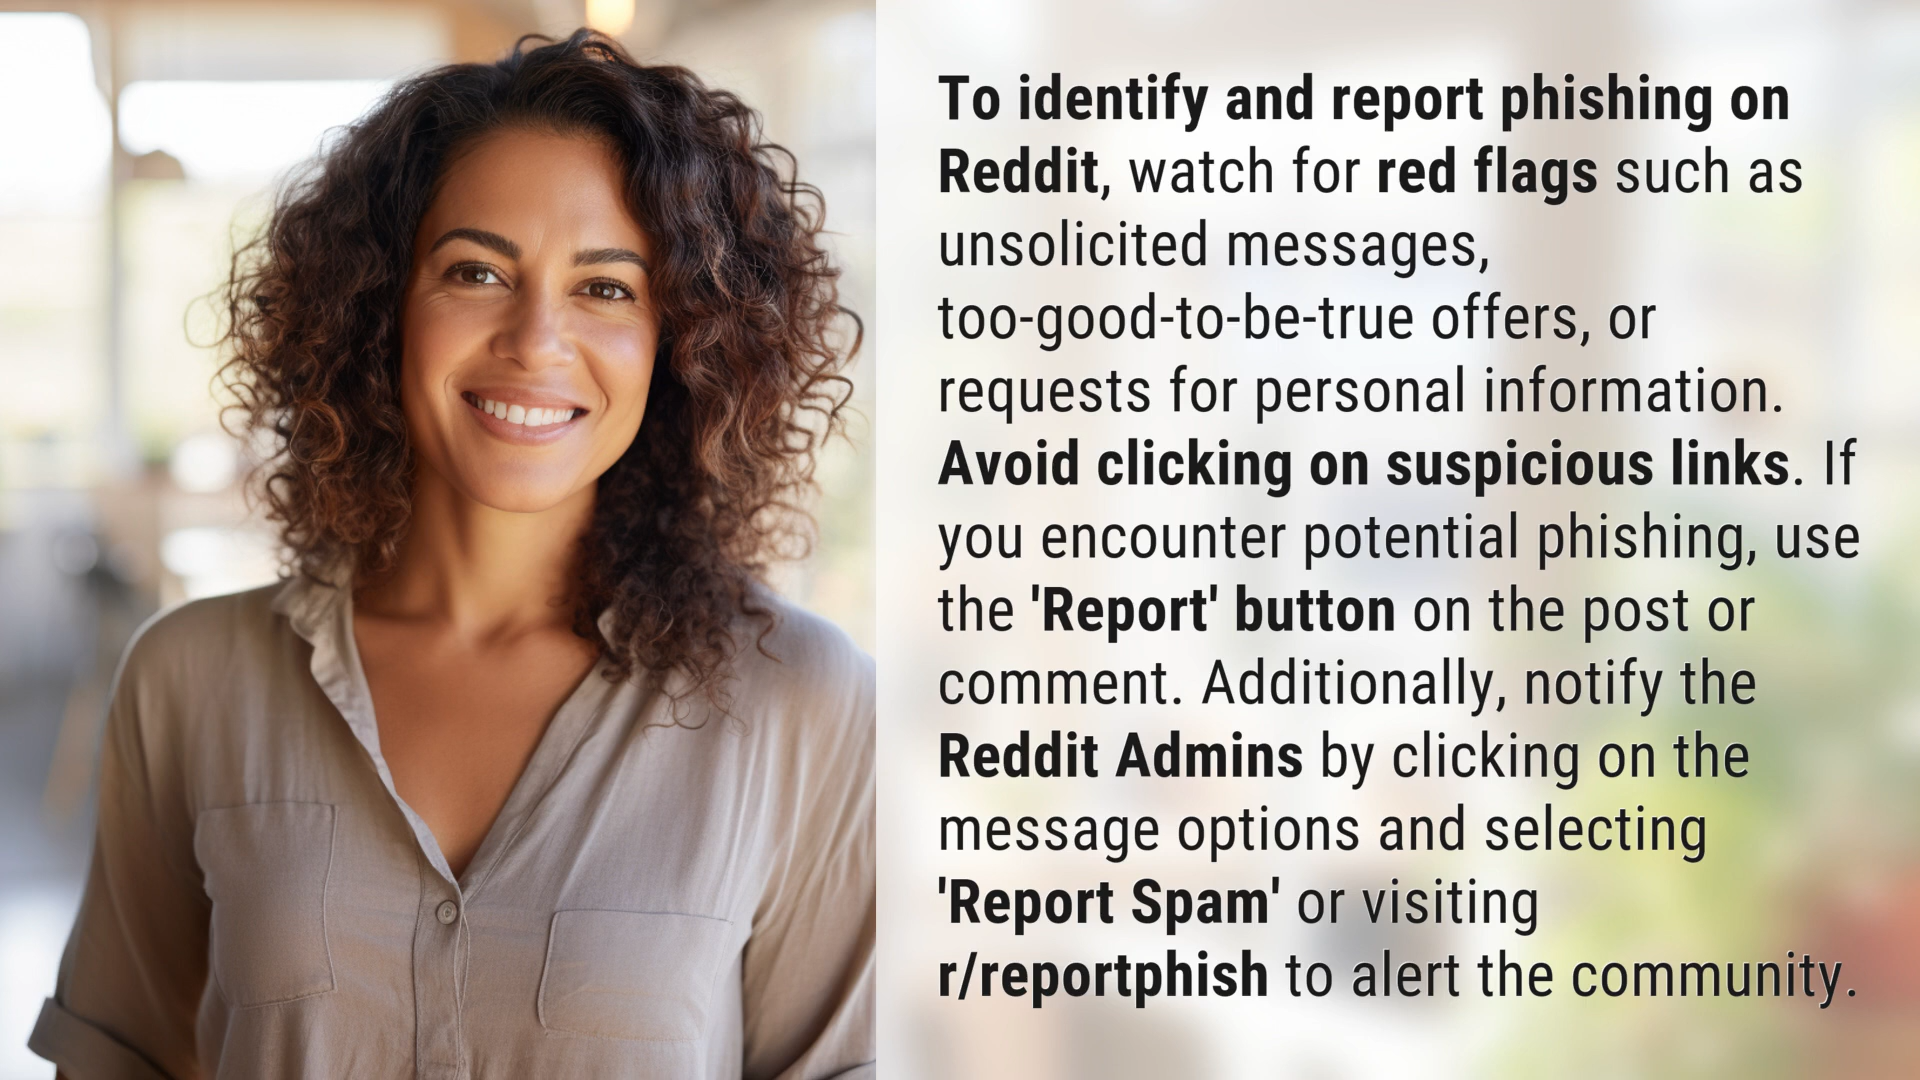 To identify and report phishing on
Reddit, watch for red flags such as
unsolicited messages,
too-good-to-be-true offers, or
requests for personal information.
Avoid clicking on suspicious links. If
you encounter potential phishing, use
the 'Report' button on the post or
comment. Additionally, notify the
Reddit Admins by clicking on the
message options and selecting
'Report Spam' or visiting
r/reportphish to alert the community.